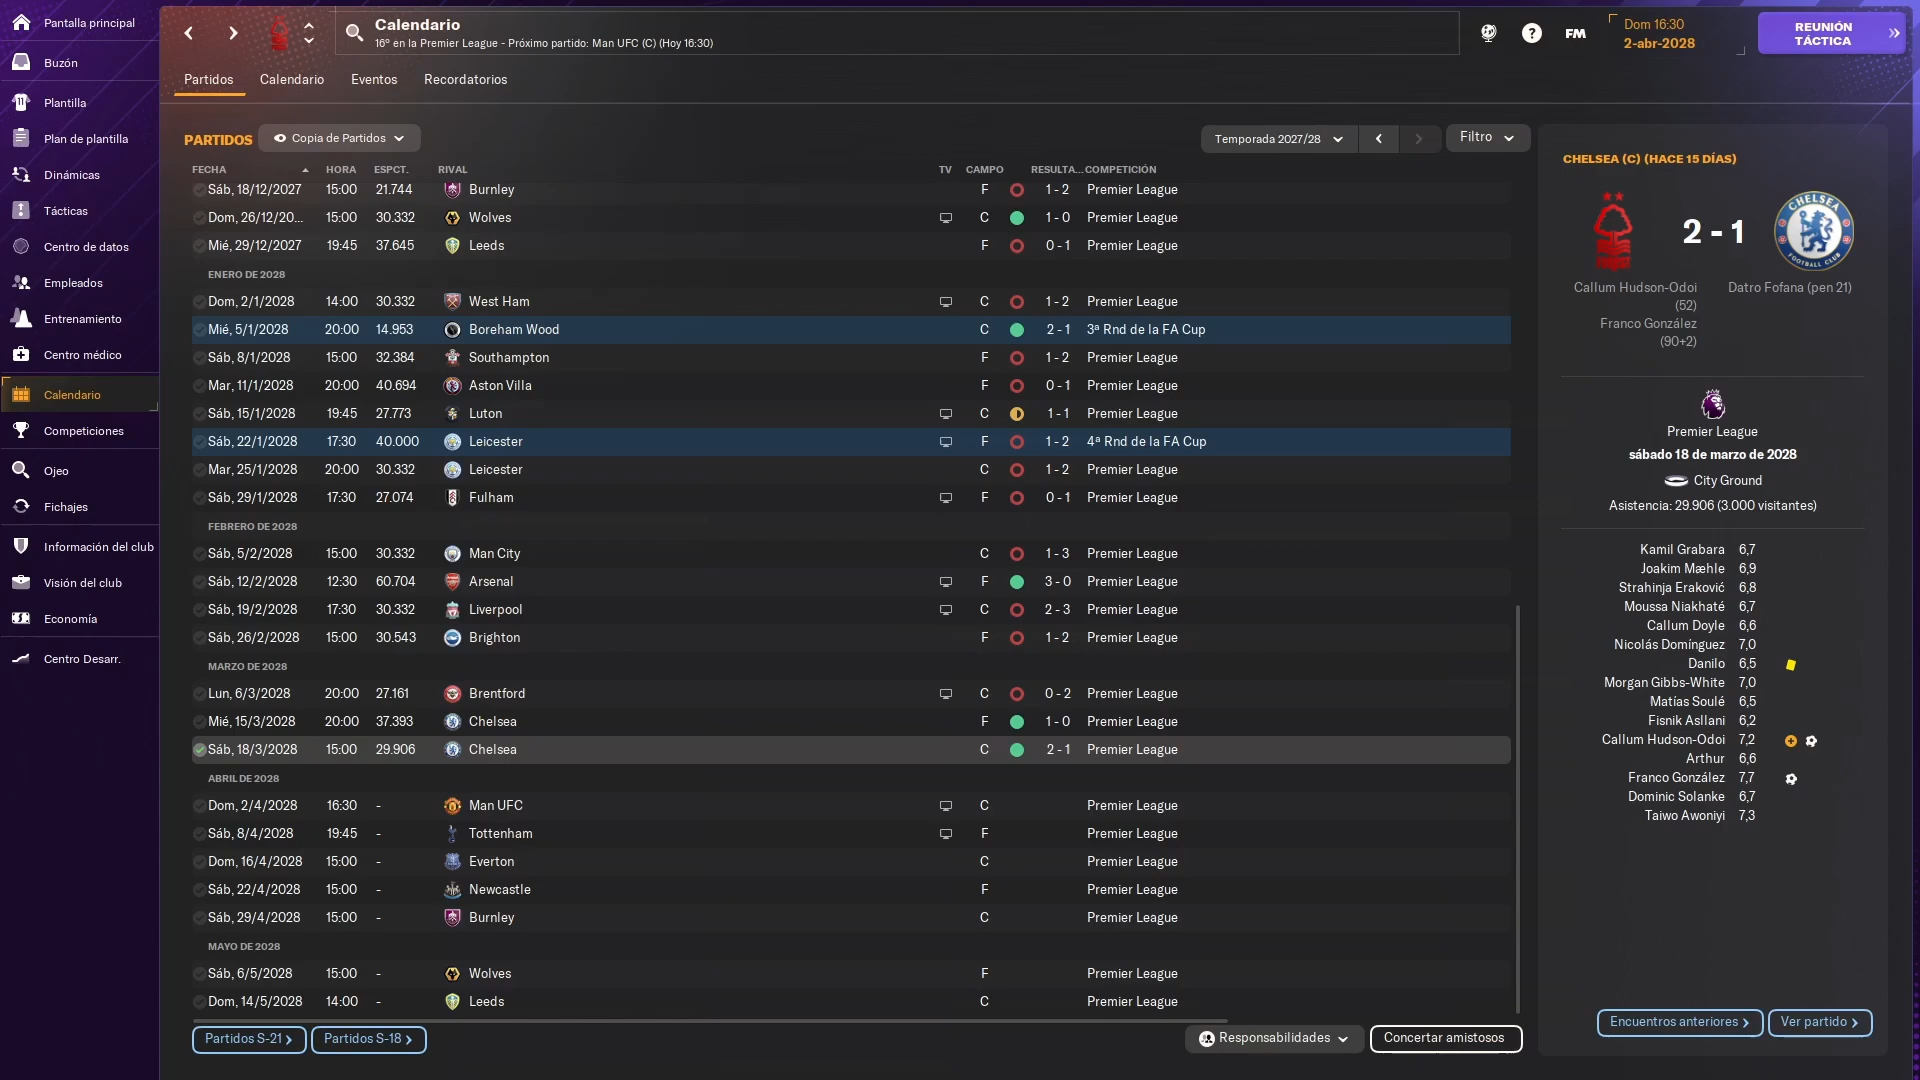 Pantalla principal
Buzón
Plantilla
Plan de plantilla
Dinámicas
Tácticas
Centro de datos
Empleados
Entrenamiento
Centro médico
Calendario
Competiciones
Ojeo
Fichajes
Información del club
Visión del club
Economía
Centro Desarr.
Calendario
16º en la Premier League - Próximo partido: Man UFC (C) (Hoy 16:30)
FM
Dom 16:30
2-abr-2028
REUNIÓN TÁCTICA
Partidos Calendario Eventos Recordatorios
PARTIDOS Copia de Partidos Temporada 2027/28 Filtro
FECHA HORA ESPCT. RIVAL TV CAMPO RESULTA... COMPETICIÓN
Sáb, 18/12/2027 15:00 21.744 Burnley F 1 - 2 Premier League
Dom, 26/12/20... 15:00 30.332 Wolves C 1 - 0 Premier League
Mié, 29/12/2027 19:45 37.645 Leeds F 0 - 1 Premier League
ENERO DE 2028
Dom, 2/1/2028 14:00 30.332 West Ham C 1 - 2 Premier League
Mié, 5/1/2028 20:00 14.953 Boreham Wood C 2 - 1 3ª Rnd de la FA Cup
Sáb, 8/1/2028 15:00 32.384 Southampton F 1 - 2 Premier League
Mar, 11/1/2028 20:00 40.694 Aston Villa F 0 - 1 Premier League
Sáb, 15/1/2028 19:45 27.773 Luton C 1 - 1 Premier League
Sáb, 22/1/2028 17:30 40.000 Leicester F 1 - 2 4ª Rnd de la FA Cup
Mar, 25/1/2028 20:00 30.332 Leicester C 1 - 2 Premier League
Sáb, 29/1/2028 17:30 27.074 Fulham F 0 - 1 Premier League
FEBRERO DE 2028
Sáb, 5/2/2028 15:00 30.332 Man City C 1 - 3 Premier League
Sáb, 12/2/2028 12:30 60.704 Arsenal F 3 - 0 Premier League
Sáb, 19/2/2028 17:30 30.332 Liverpool C 2 - 3 Premier League
Sáb, 26/2/2028 15:00 30.543 Brighton F 1 - 2 Premier League
MARZO DE 2028
Lun, 6/3/2028 20:00 27.161 Brentford C 0 - 2 Premier League
Mié, 15/3/2028 20:00 37.393 Chelsea F 1 - 0 Premier League
Sáb, 18/3/2028 15:00 29.906 Chelsea C 2 - 1 Premier League
ABRIL DE 2028
Dom, 2/4/2028 16:30 - Man UFC C Premier League
Sáb, 8/4/2028 19:45 - Tottenham F Premier League
Dom, 16/4/2028 15:00 - Everton C Premier League
Sáb, 22/4/2028 15:00 - Newcastle F Premier League
Sáb, 29/4/2028 15:00 - Burnley C Premier League
MAYO DE 2028
Sáb, 6/5/2028 15:00 - Wolves F Premier League
Dom, 14/5/2028 14:00 - Leeds C Premier League
Partidos S-21 Partidos S-18 Responsabilidades Concertar amistosos
CHELSEA (C) (HACE 15 DÍAS)
2 - 1
CHELSEA
FOOTBALL CLUB
Callum Hudson-Odoi (52)
Franco González (90+2)
Datro Fofana (pen 21)
Premier League
sábado 18 de marzo de 2028
City Ground
Asistencia: 29.906 (3.000 visitantes)
Kamil Grabara 6,7
Joakim Mæhle 6,9
Strahinja Eraković 6,8
Moussa Niakhaté 6,7
Callum Doyle 6,6
Nicolás Domínguez 7,0
Danilo 6,5
Morgan Gibbs-White 7,0
Matías Soulé 6,5
Fisnik Asllani 6,2
Callum Hudson-Odoi 7,2
Arthur 6,6
Franco González 7,7
Dominic Solanke 6,7
Taiwo Awoniyi 7,3
Encuentros anteriores Ver partido